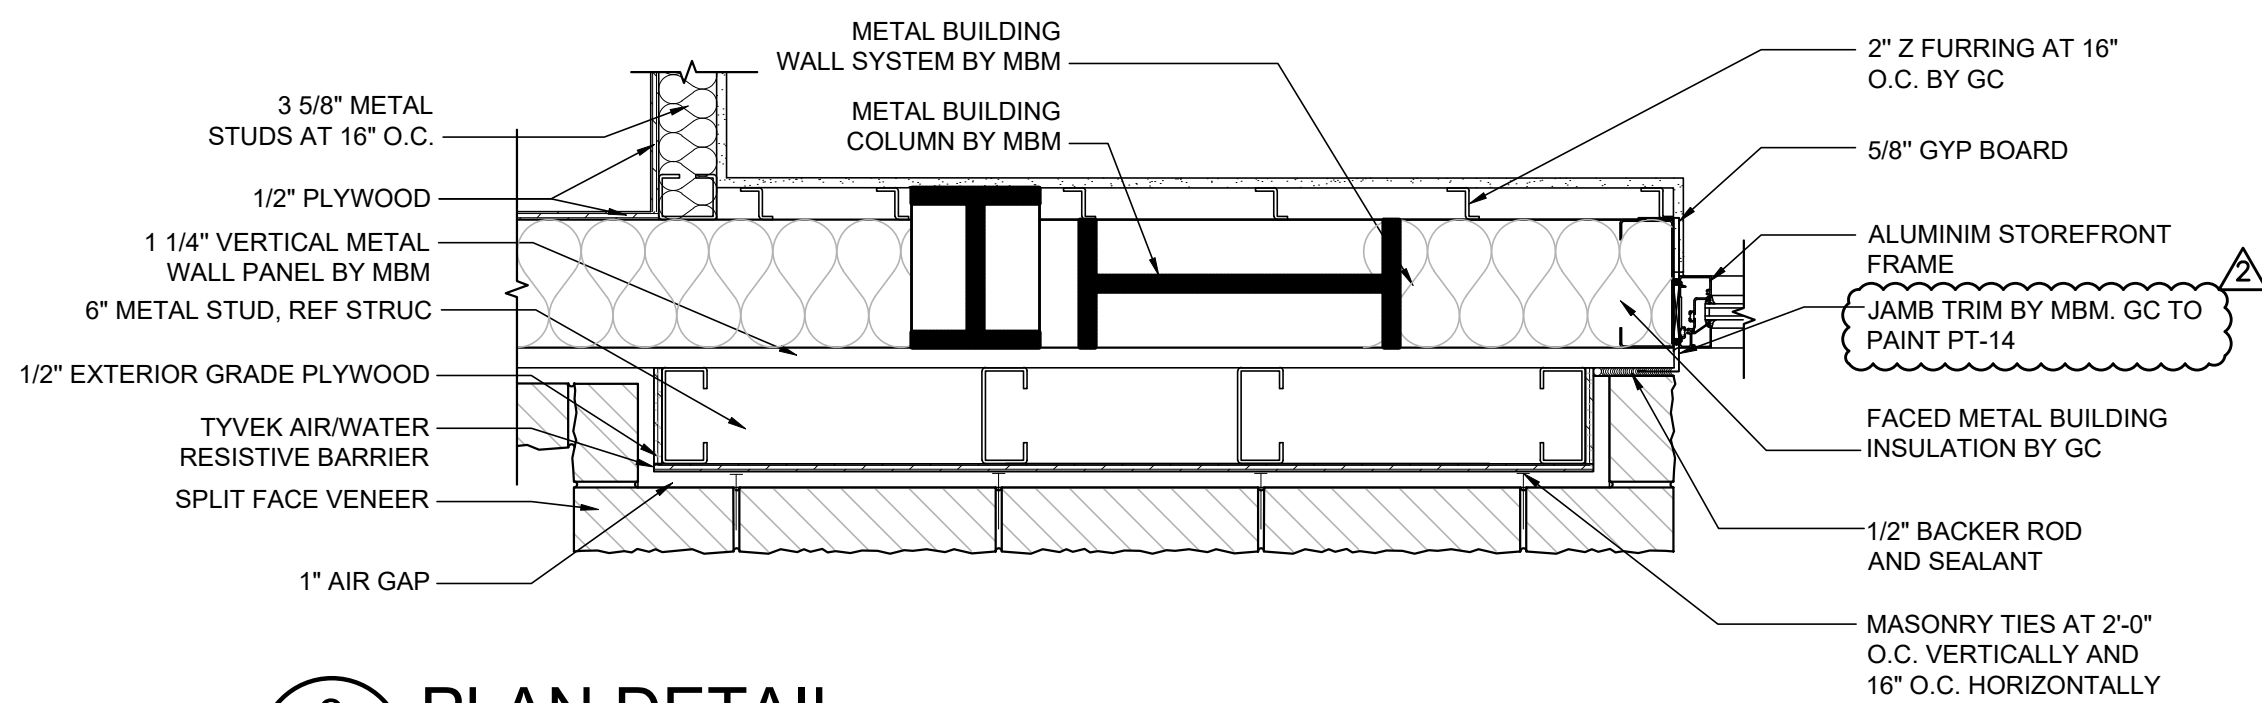 METAL BUILDING
WALL SYSTEM BY MBM
METAL BUILDING
COLUMN BY MBM
3 5/8" METAL
STUDS AT 16" O.C.
1/2" PLYWOOD
1 1/4" VERTICAL METAL
WALL PANEL BY MBM
6" METAL STUD, REF STRUC
1/2" EXTERIOR GRADE PLYWOOD
TYVEK AIR/WATER
RESISTIVE BARRIER
SPLIT FACE VENEER
1" AIR GAP
2" Z FURRING AT 16"
O.C. BY GC
5/8" GYP BOARD
ALUMINIM STOREFRONT
FRAME
2
JAMB TRIM BY MBM. GC TO
PAINT PT-14
FACED METAL BUILDING
INSULATION BY GC
1/2" BACKER ROD
AND SEALANT
MASONRY TIES AT 2'-0"
O.C. VERTICALLY AND
16" O.C. HORIZONTALLY
PLAN DETAIL